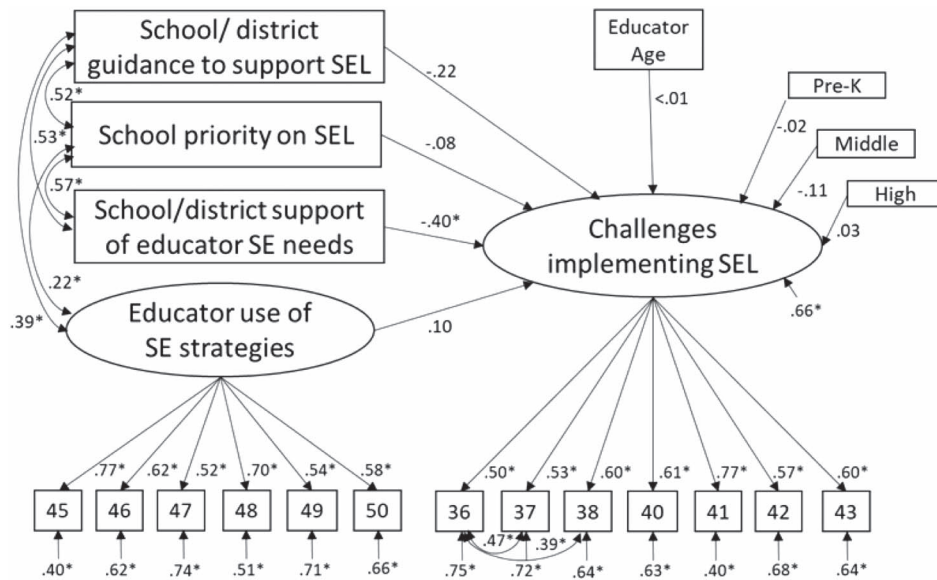 School/ district
guidance to support SEL
Educator
Age
-.22
<.01
Pre-K
.52*
-.02
School priority on SEL
.53*
-.08
Middle
.57*
-.11
High
School/district support
of educator SE needs
-.40*
Challenges
implementing SEL
.03
.22*
.39*
Educator use of
SE strategies
.10
.66*
.77* .62* .52* .70* .54* .58*
.50* .53* .60* .61* .77* .57* .60*
45 46 47 48 49 50
36 37 38 40 41 42 43
.47* .39*
.40* .62* .74* .51* .71* .66*
.75* .72* .64* .63* .40* .68* .64*